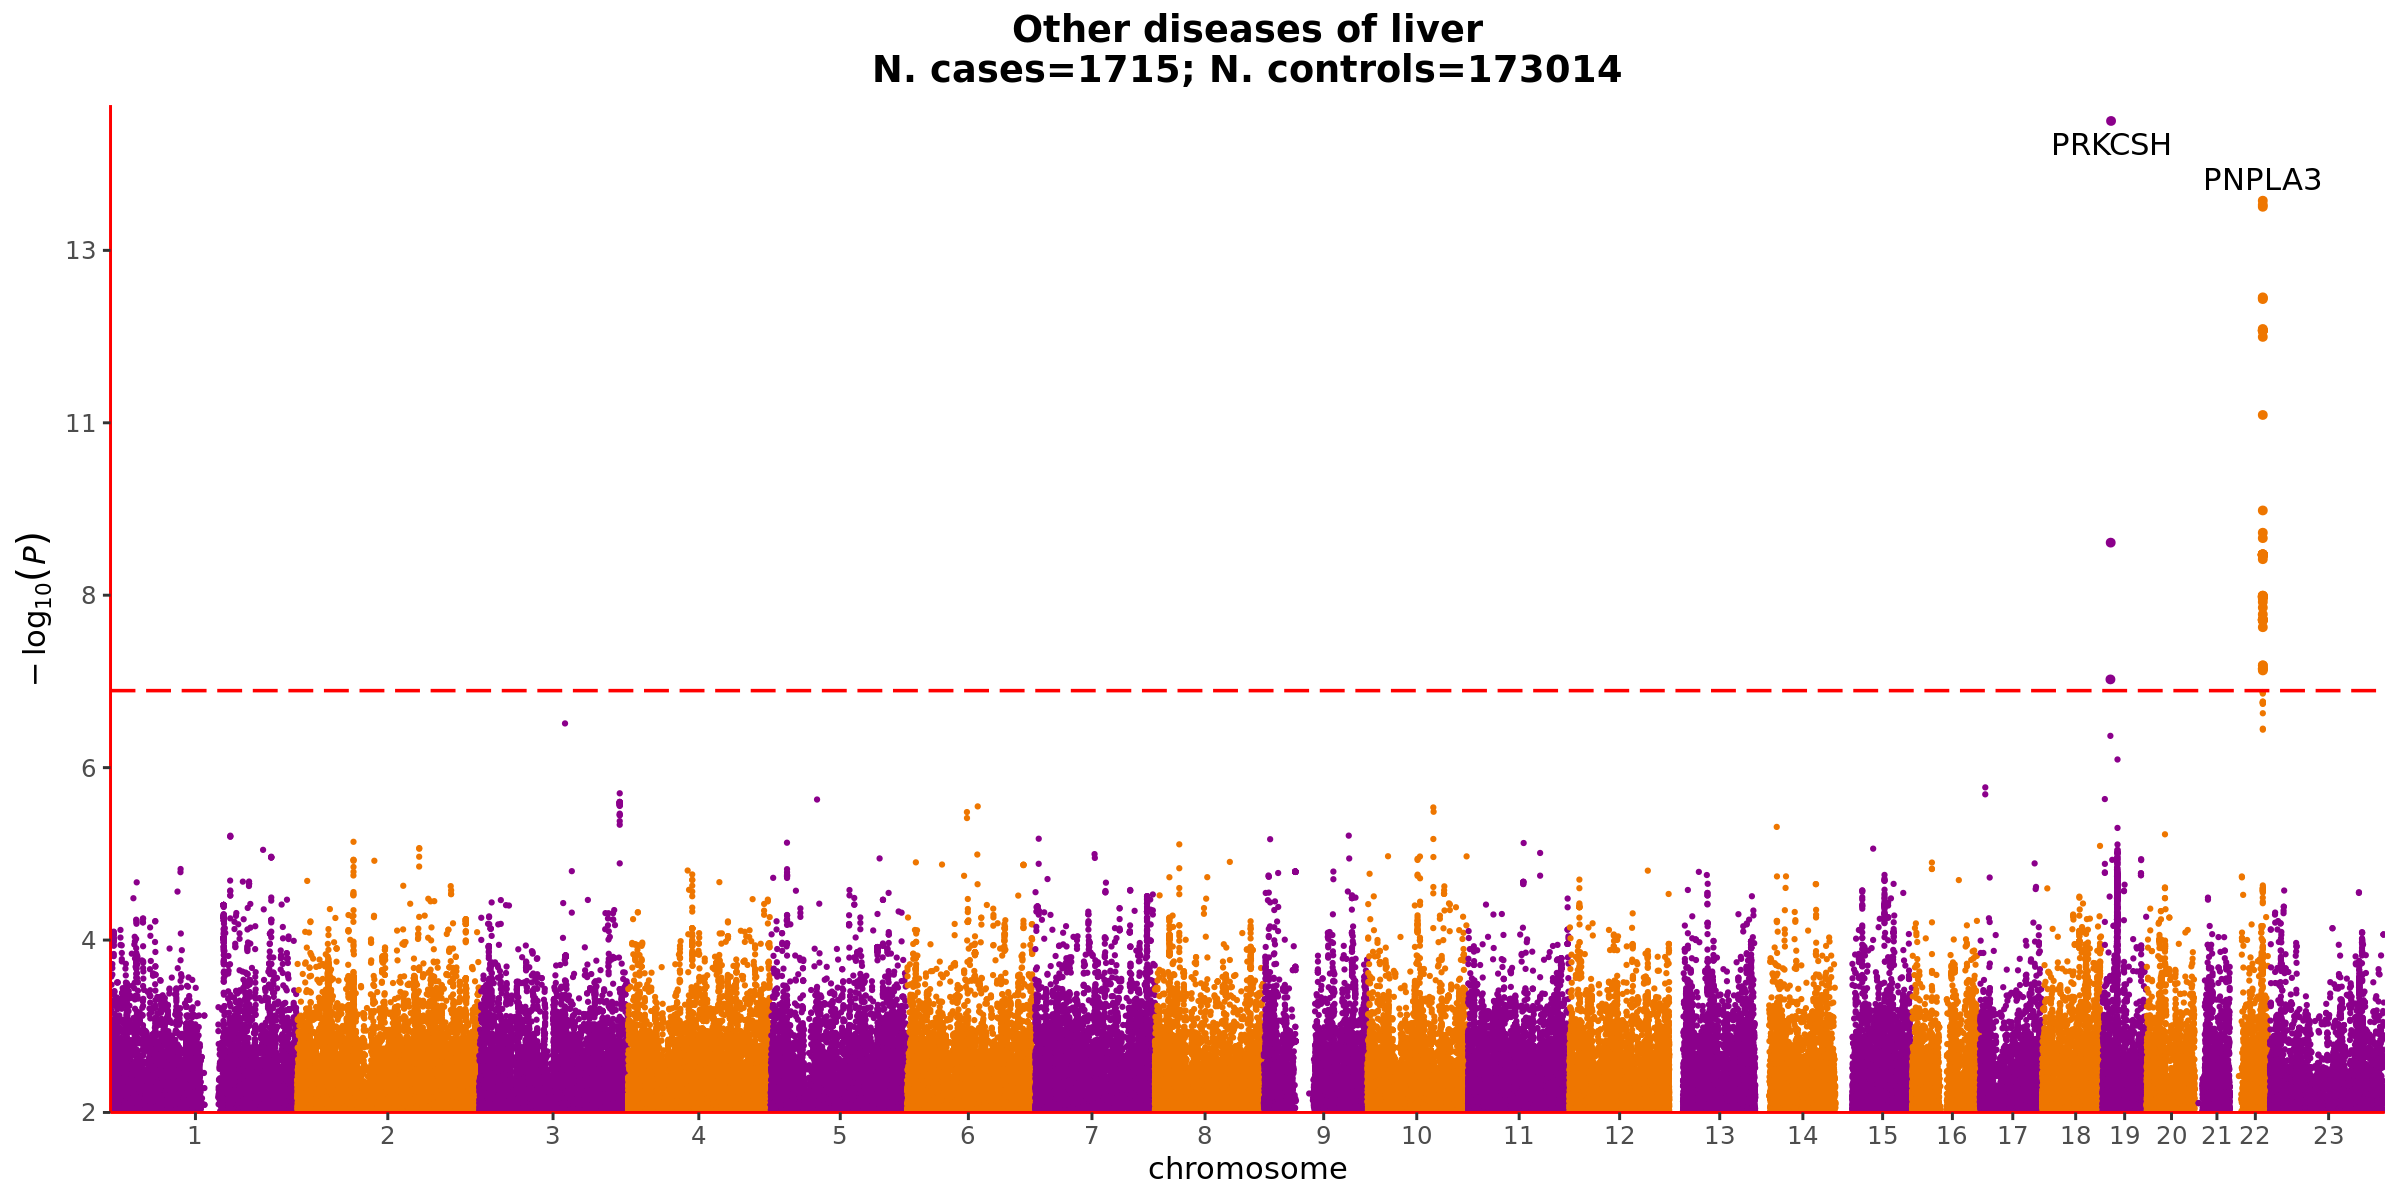 Other diseases of liver
N. cases=1715; N. controls=173014
PRKCSH
PNPLA3
13
11
8
6
4
2
−log10(P)
1 2 3 4 5 6 7 8 9 10 11 12 13 14 15 16 17 18 19 20 21 22 23
chromosome